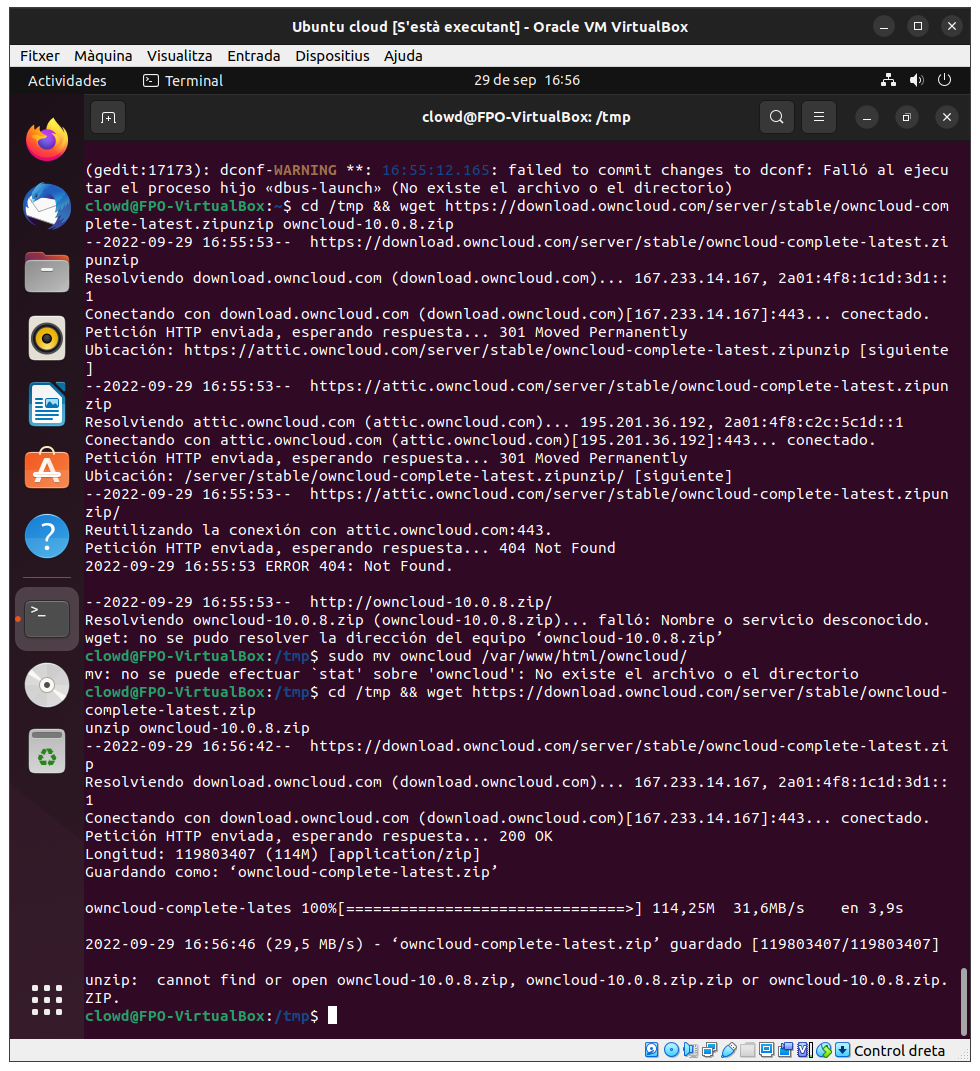 Ubuntu cloud [S'està executant] - Oracle VM VirtualBox
Fitxer Màquina Visualitza Entrada Dispositius Ajuda
Actividades Terminal 29 de sep 16:56
clowd@FPO-VirtualBox: /tmp
(gedit:17173): dconf-WARNING **: 16:55:12.165: failed to commit changes to dconf: Falló al ejecu
tar el proceso hijo «dbus-launch» (No existe el archivo o el directorio)
clowd@FPO-VirtualBox:~$ cd /tmp && wget https://download.owncloud.com/server/stable/owncloud-com
plete-latest.zipunzip owncloud-10.0.8.zip
--2022-09-29 16:55:53--  https://download.owncloud.com/server/stable/owncloud-complete-latest.zi
punzip
Resolviendo download.owncloud.com (download.owncloud.com)... 167.233.14.167, 2a01:4f8:1c1d:3d1::
1
Conectando con download.owncloud.com (download.owncloud.com)[167.233.14.167]:443... conectado.
Petición HTTP enviada, esperando respuesta... 301 Moved Permanently
Ubicación: https://attic.owncloud.com/server/stable/owncloud-complete-latest.zipunzip [siguiente
]
--2022-09-29 16:55:53--  https://attic.owncloud.com/server/stable/owncloud-complete-latest.zipun
zip
Resolviendo attic.owncloud.com (attic.owncloud.com)... 195.201.36.192, 2a01:4f8:c2c:5c1d::1
Conectando con attic.owncloud.com (attic.owncloud.com)[195.201.36.192]:443... conectado.
Petición HTTP enviada, esperando respuesta... 301 Moved Permanently
Ubicación: /server/stable/owncloud-complete-latest.zipunzip/ [siguiente]
--2022-09-29 16:55:53--  https://attic.owncloud.com/server/stable/owncloud-complete-latest.zipun
zip/
Reutilizando la conexión con attic.owncloud.com:443.
Petición HTTP enviada, esperando respuesta... 404 Not Found
2022-09-29 16:55:53 ERROR 404: Not Found.
--2022-09-29 16:55:53--  http://owncloud-10.0.8.zip/
Resolviendo owncloud-10.0.8.zip (owncloud-10.0.8.zip)... falló: Nombre o servicio desconocido.
wget: no se pudo resolver la dirección del equipo ‘owncloud-10.0.8.zip’
clowd@FPO-VirtualBox:/tmp$ sudo mv owncloud /var/www/html/owncloud/
mv: no se puede efectuar `stat' sobre 'owncloud': No existe el archivo o el directorio
clowd@FPO-VirtualBox:/tmp$ cd /tmp && wget https://download.owncloud.com/server/stable/owncloud-
complete-latest.zip
unzip owncloud-10.0.8.zip
--2022-09-29 16:56:42--  https://download.owncloud.com/server/stable/owncloud-complete-latest.zi
p
Resolviendo download.owncloud.com (download.owncloud.com)... 167.233.14.167, 2a01:4f8:1c1d:3d1::
1
Conectando con download.owncloud.com (download.owncloud.com)[167.233.14.167]:443... conectado.
Petición HTTP enviada, esperando respuesta... 200 OK
Longitud: 119803407 (114M) [application/zip]
Guardando como: ‘owncloud-complete-latest.zip’
owncloud-complete-lates 100%[===============================>] 114,25M  31,6MB/s    en 3,9s
2022-09-29 16:56:46 (29,5 MB/s) - ‘owncloud-complete-latest.zip’ guardado [119803407/119803407]
unzip:  cannot find or open owncloud-10.0.8.zip, owncloud-10.0.8.zip.zip or owncloud-10.0.8.zip.
ZIP.
clowd@FPO-VirtualBox:/tmp$
Control dreta